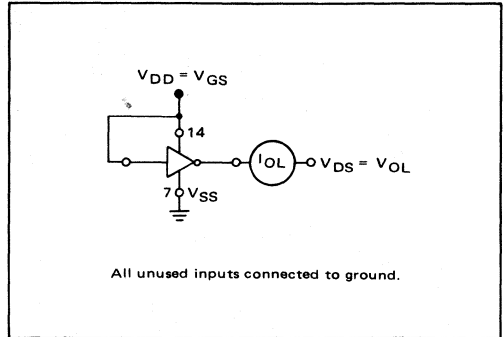 VDD = VGS
14
IOL
VDS = VOL
7
VSS
All unused inputs connected to ground.